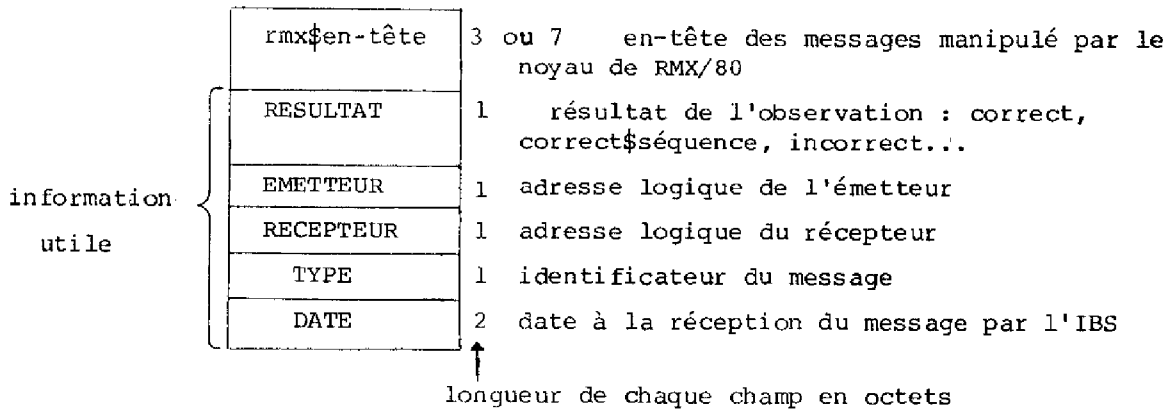 rmx$en-tête 3 ou 7 en-tête des messages manipulé par le
noyau de RMX/80
RESULTAT 1 résultat de l'observation : correct,
correct$séquence, incorrect...
EMETTEUR 1 adresse logique de l'émetteur
information
RECEPTEUR 1 adresse logique du récepteur
utile
TYPE 1 identificateur du message
DATE 2 date à la réception du message par l'IBS
longueur de chaque champ en octets